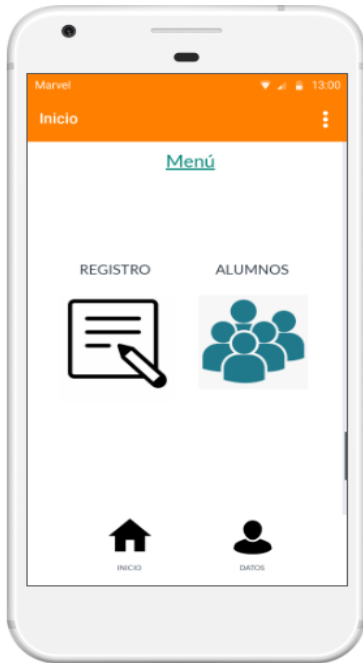 Marvel 13:00
Inicio
Menú
REGISTRO ALUMNOS
INICIO DATOS